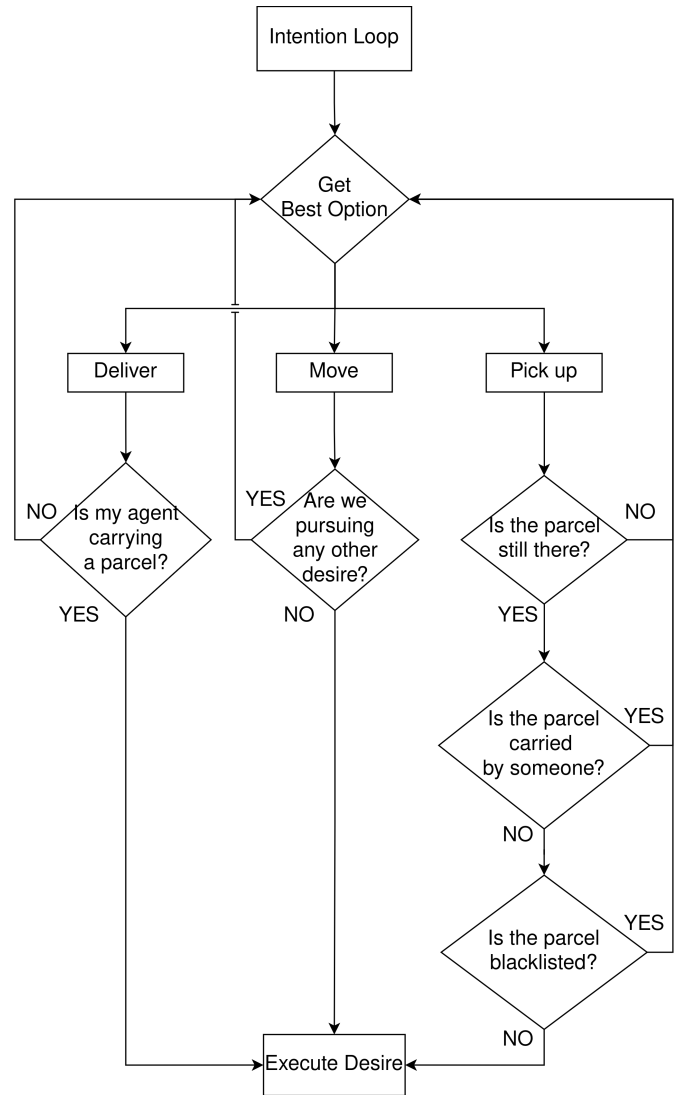 Intention Loop
Get
Best Option
Deliver
Move
Pick up
NO
Is my agent
carrying
a parcel?
YES
YES
Are we
pursuing
any other
desire?
NO
Is the parcel
still there?
NO
YES
Is the parcel
carried
by someone?
YES
NO
Is the parcel
blacklisted?
YES
NO
Execute Desire